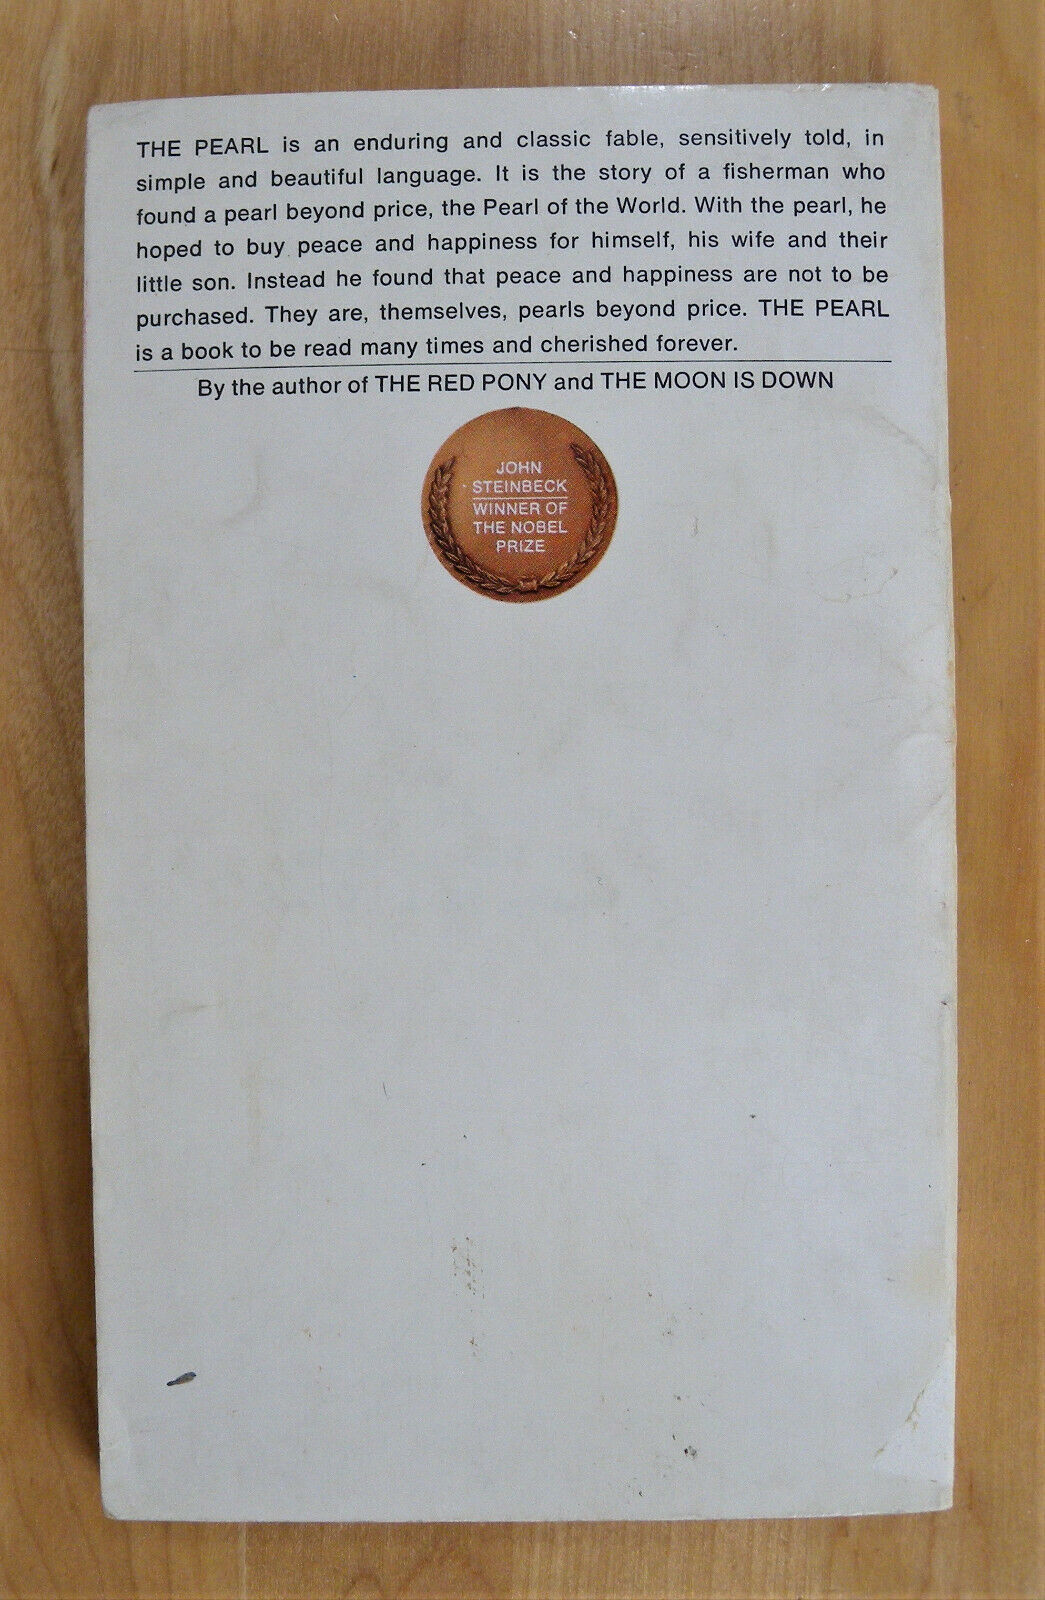 THE PEARL is an enduring and classic fable, sensitively told, in
simple and beautiful language. It is the story of a fisherman who
found a pearl beyond price, the Pearl of the World. With the pearl, he
hoped to buy peace and happiness for himself, his wife and their
little son. Instead he found that peace and happiness are not to be
purchased. They are, themselves, pearls beyond price. THE PEARL
is a book to be read many times and cherished forever.
By the author of THE RED PONY and THE MOON IS DOWN
JOHN
STEINBECK
WINNER OF
THE NOBEL
PRIZE